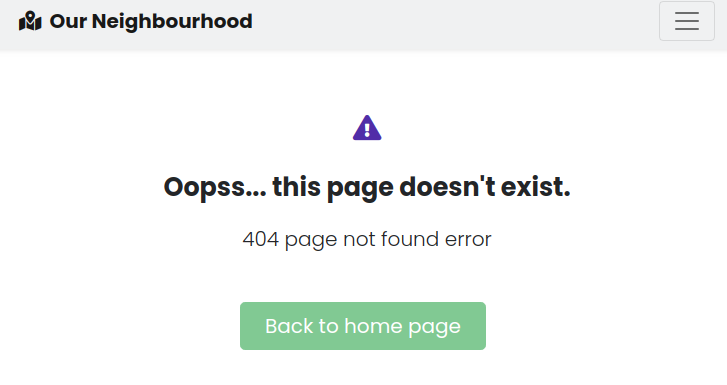 Our Neighbourhood
Oopss... this page doesn't exist.
404 page not found error
Back to home page